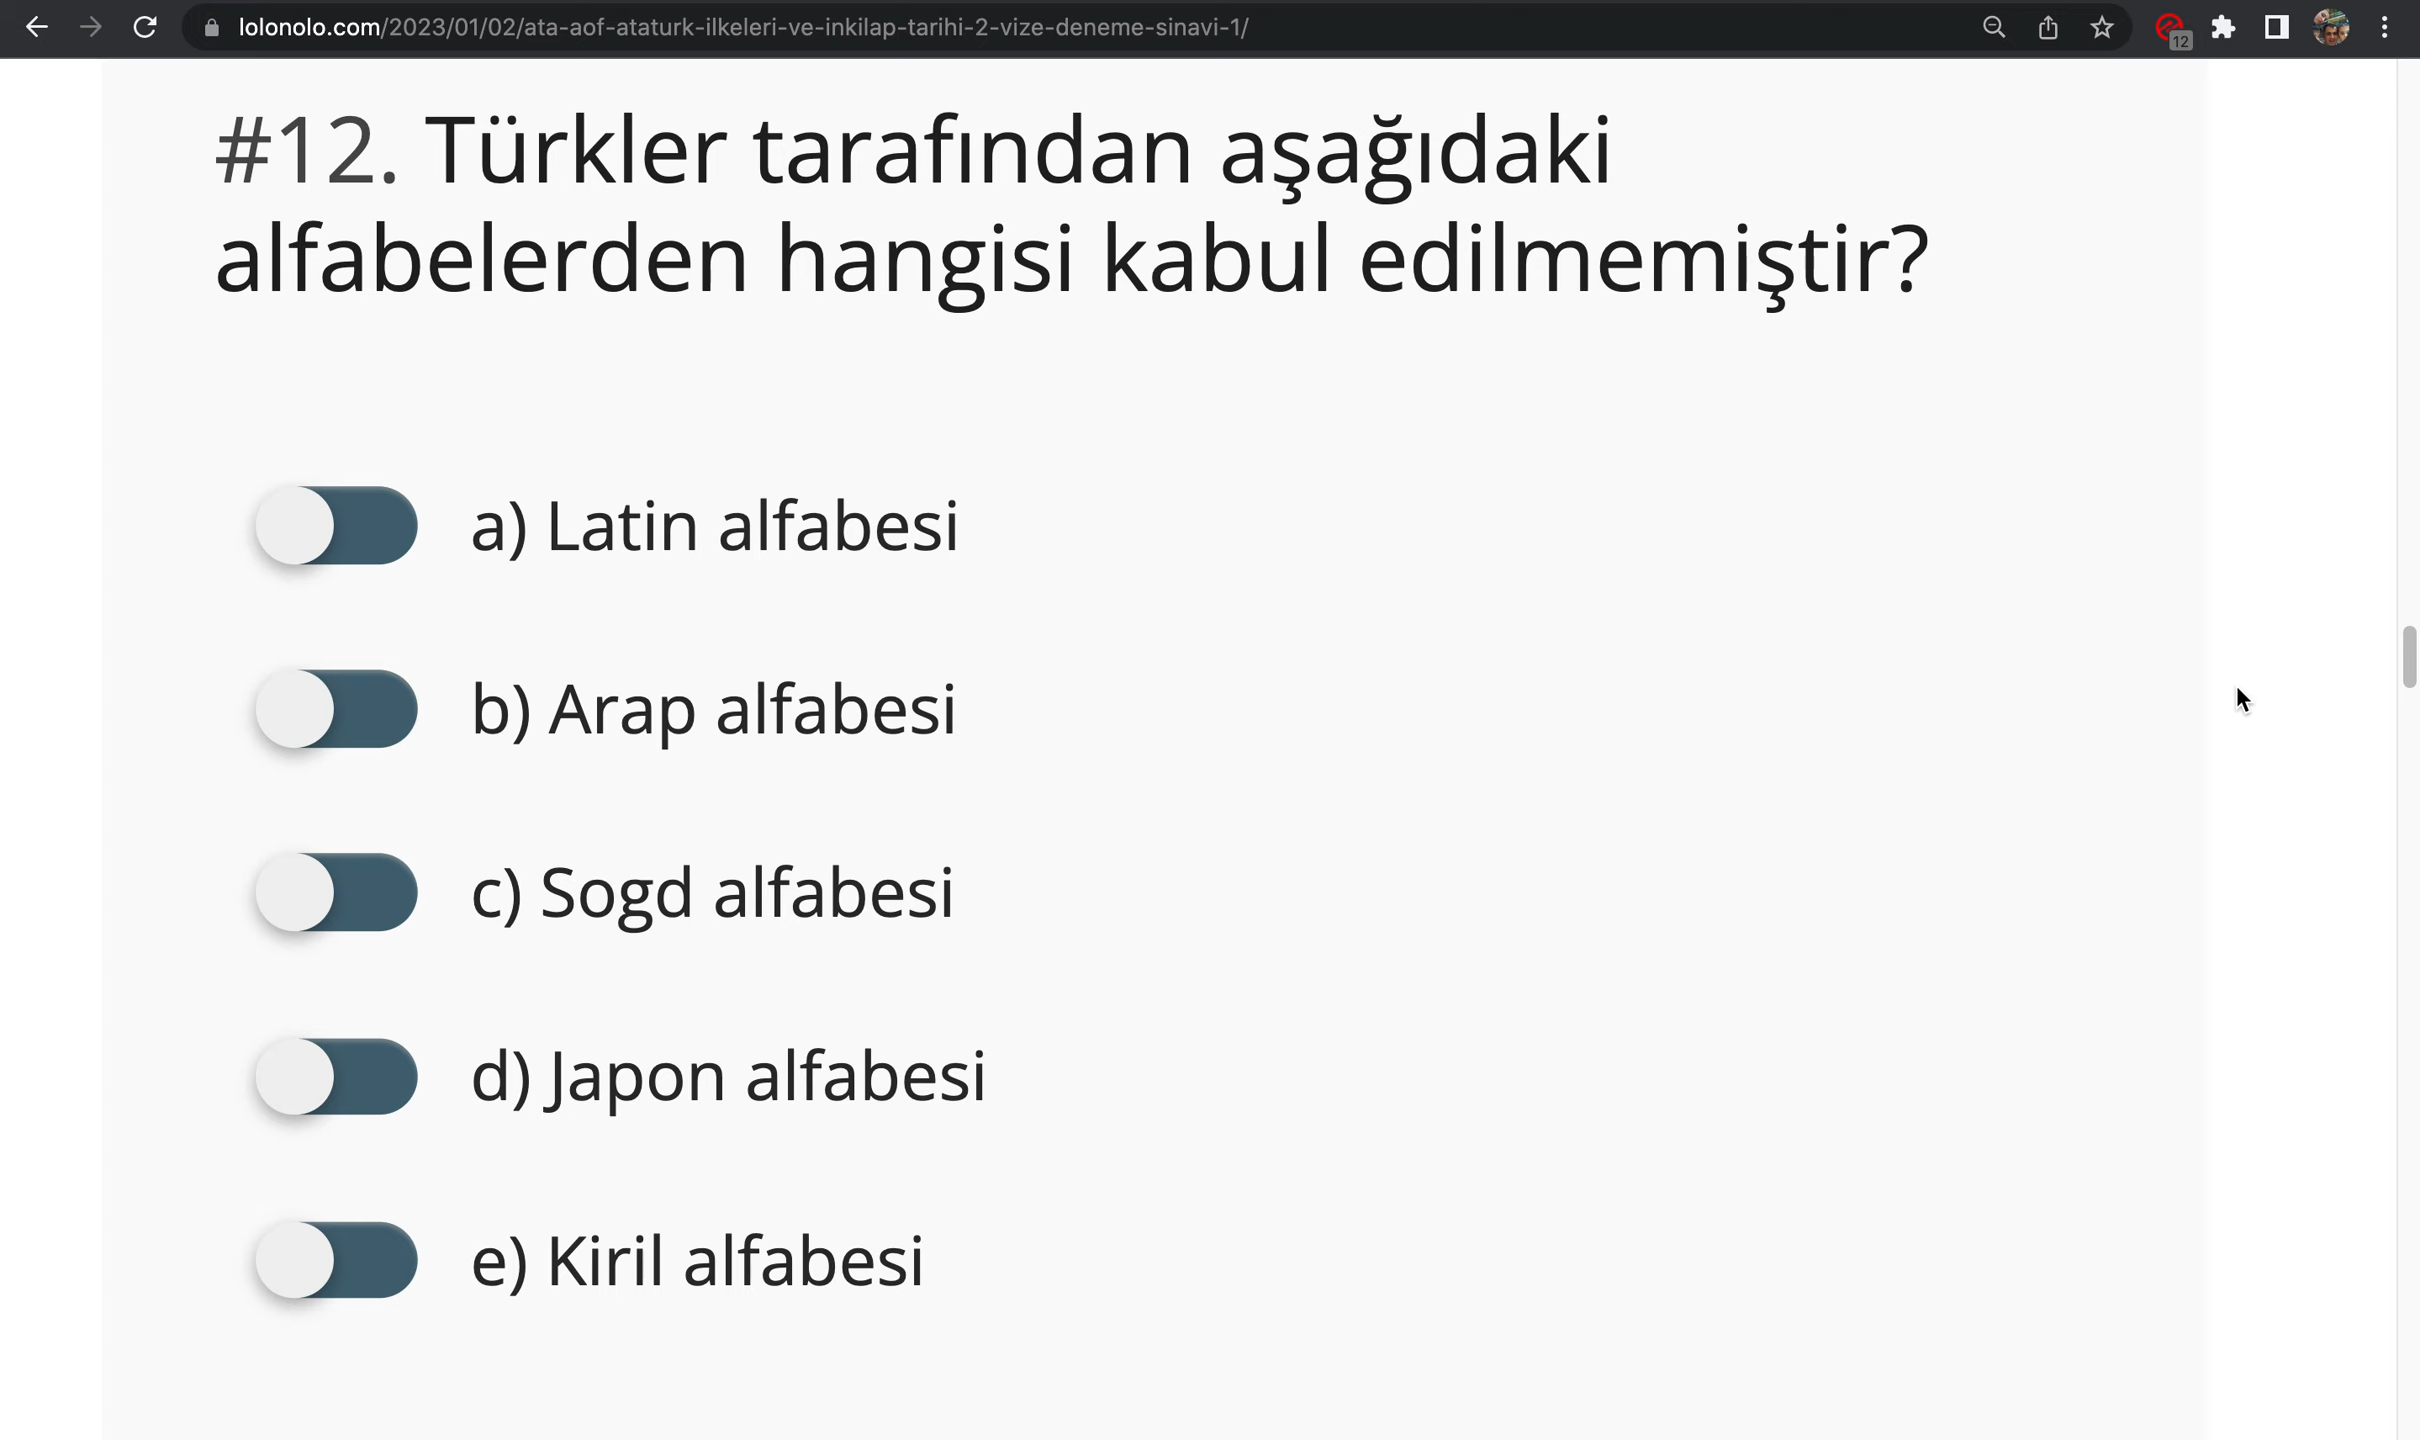 lolonolo.com/2023/01/02/ata-aof-ataturk-ilkeleri-ve-inkilap-tarihi-2-vize-deneme-sinavi-1/
12
#12. Türkler tarafından aşağıdaki
alfabelerden hangisi kabul edilmemiştir?
a) Latin alfabesi
b) Arap alfabesi
c) Sogd alfabesi
d) Japon alfabesi
e) Kiril alfabesi